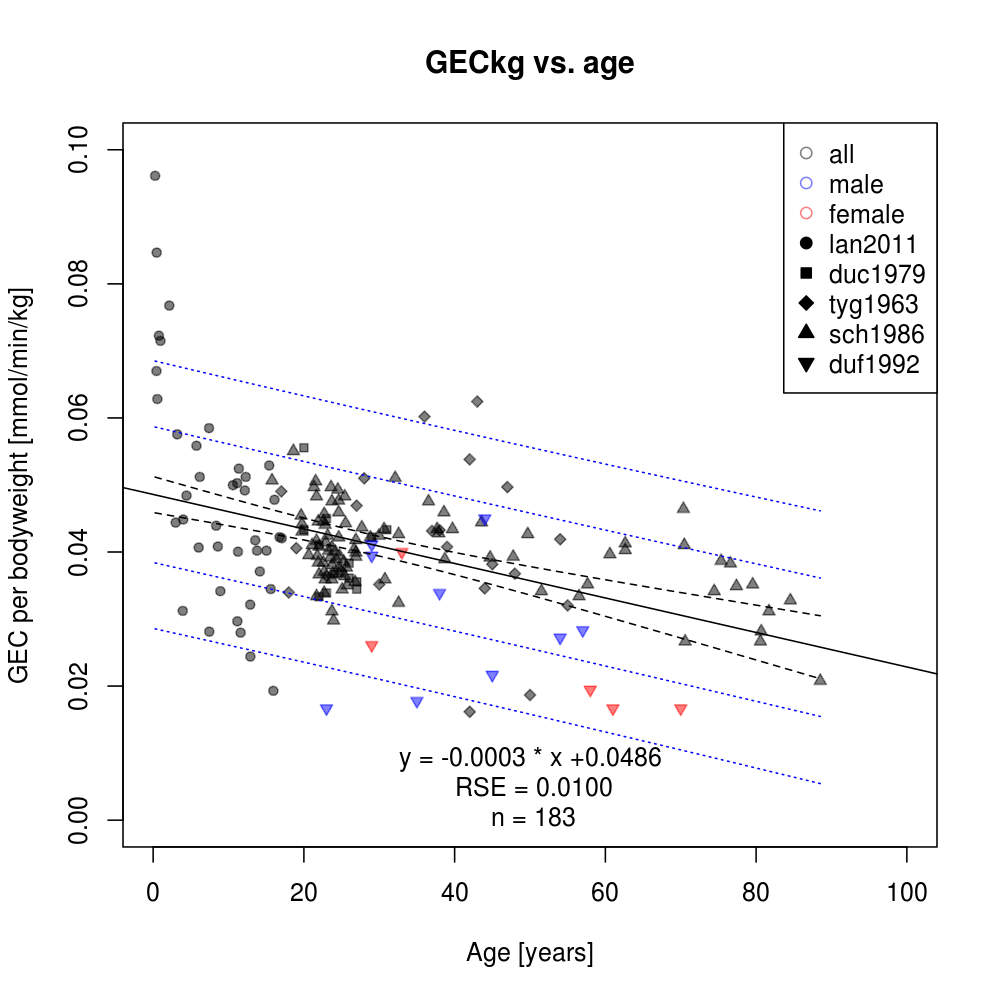 GECkg vs. age
GEC per bodyweight [mmol/min/kg]
0.10
0.08
0.06
0.04
0.02
0.00
all
male
female
lan2011
duc1979
tyg1963
sch1986
duf1992
y = -0.0003 * x +0.0486
RSE = 0.0100
n = 183
0 20 40 60 80 100
Age [years]